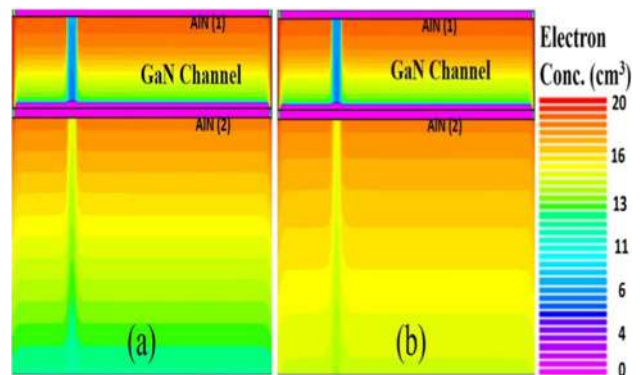 AlN (1)
GaN Channel
AlN (2)
(a)
AlN (1)
GaN Channel
AlN (2)
(b)
Electron
Conc. (cm³)
20
16
13
11
6
4
0